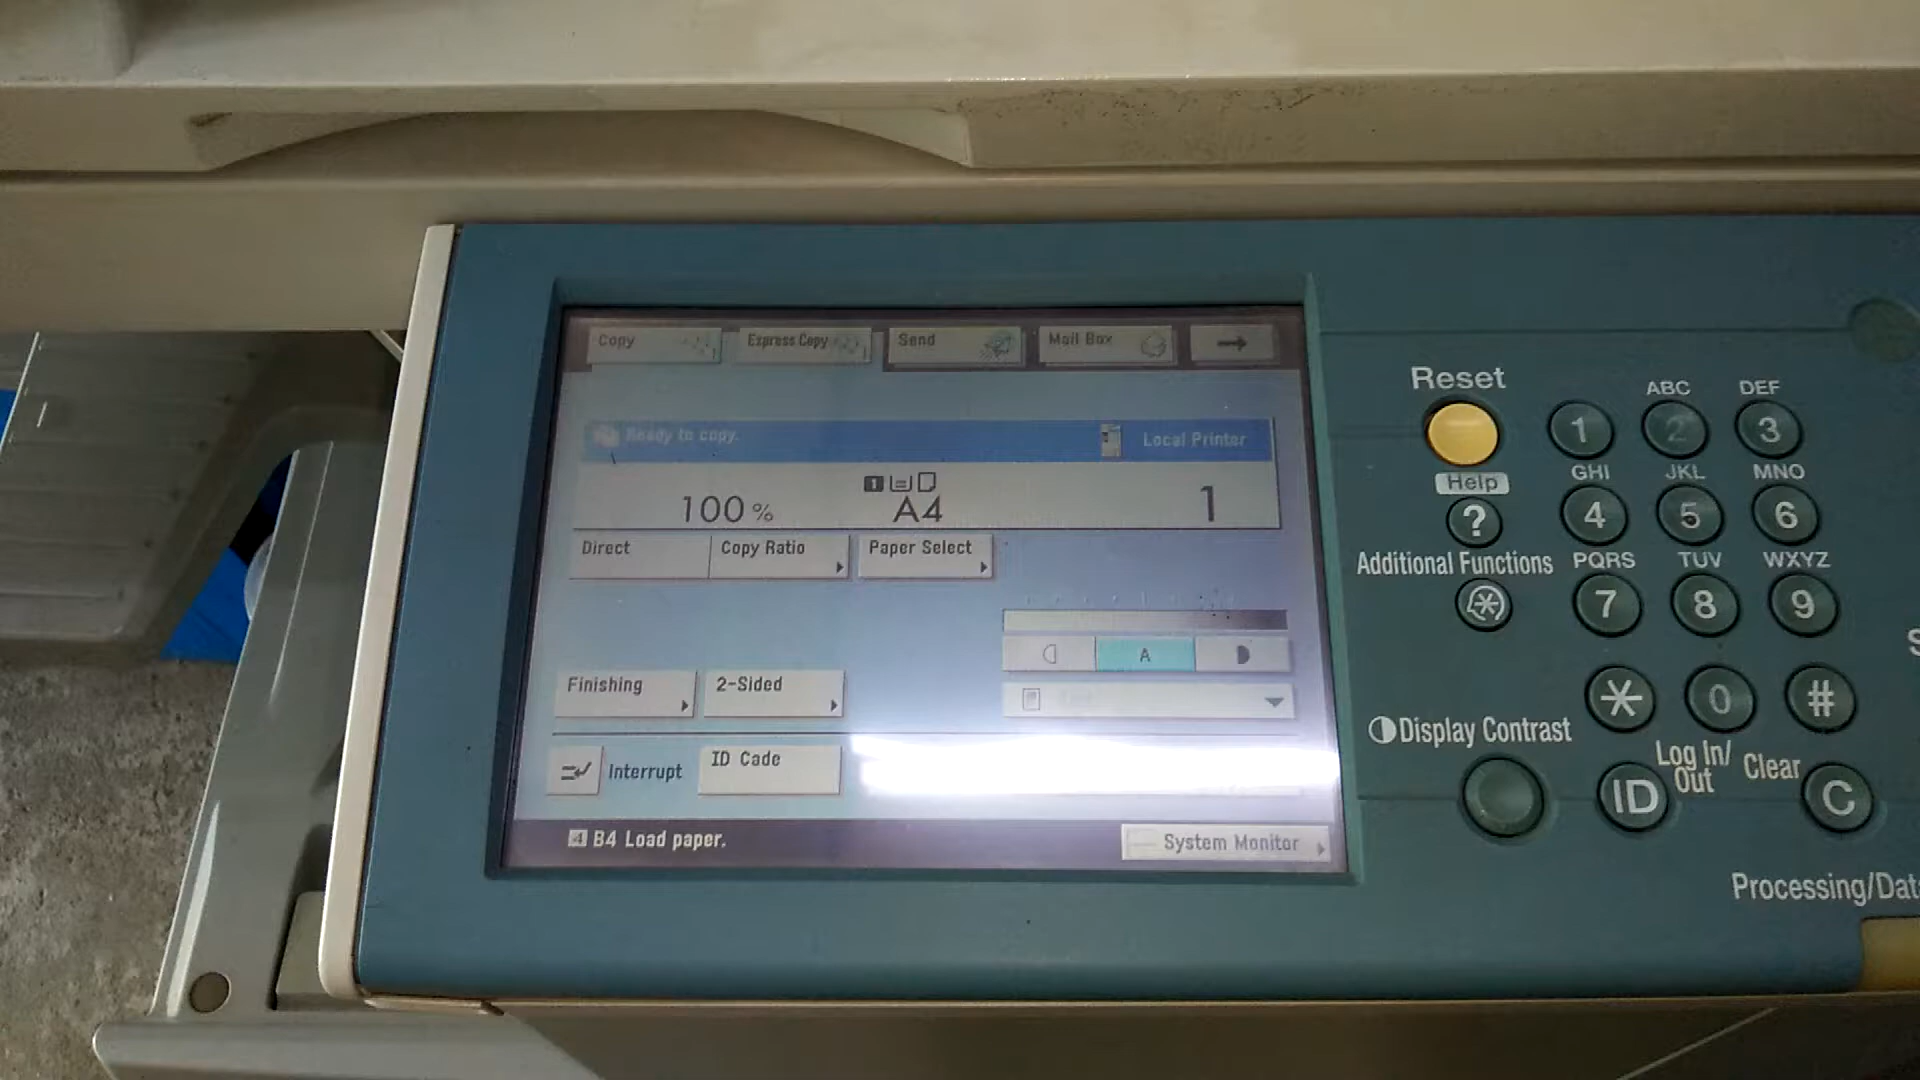 Copy
Express Copy
Send
Mail Box
Ready to copy.
Local Printer
1
100 %
A4
1
Direct
Copy Ratio
Paper Select
A
Finishing
2-Sided
Interrupt
ID Cade
4 B4 Load paper.
System Monitor
Reset
Help
?
Additional Functions
Display Contrast
1
ABC
2
DEF
3
GHI
4
JKL
5
MNO
6
PQRS
7
TUV
8
WXYZ
9
*
0
#
ID
Log In/
Out
Clear
C
Processing/Dat